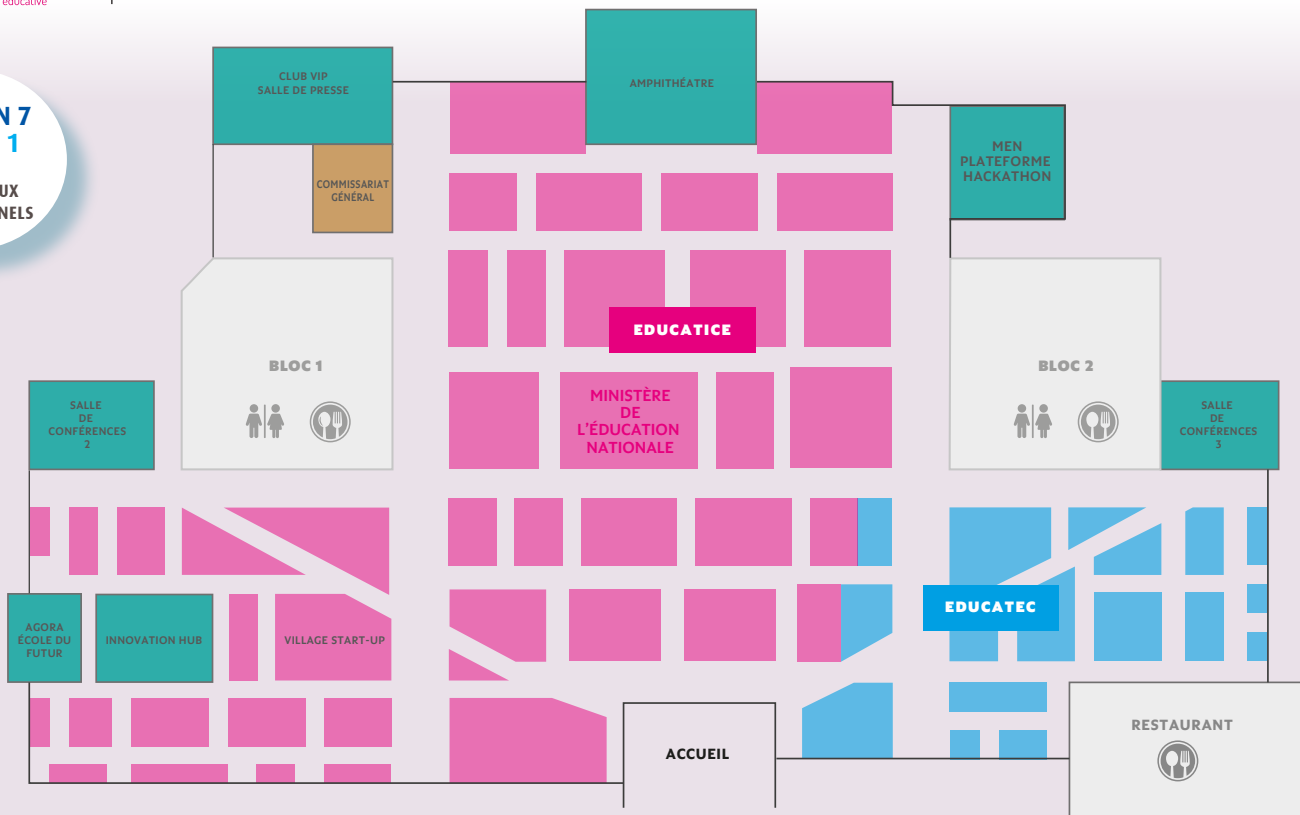 éducative
N 7
1
UX
NELS
CLUB VIP
SALLE DE PRESSE
COMMISSARIAT
GÉNÉRAL
AMPHITHÉATRE
MEN
PLATEFORME
HACKATHON
EDUCATICE
BLOC 1
BLOC 2
MINISTÈRE
DE
L'ÉDUCATION
NATIONALE
SALLE
DE
CONFÉRENCES
2
SALLE
DE
CONFÉRENCES
3
EDUCATEC
AGORA
ÉCOLE DU
FUTUR
INNOVATION HUB
VILLAGE START-UP
ACCUEIL
RESTAURANT